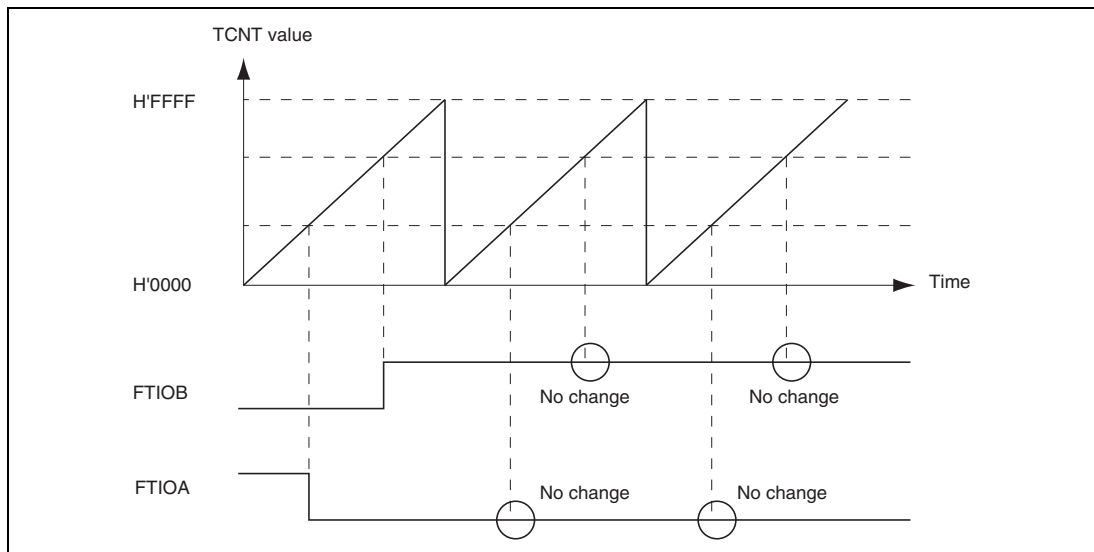 TCNT value
H'FFFF
H'0000
Time
FTIOB
No change
No change
FTIOA
No change
No change